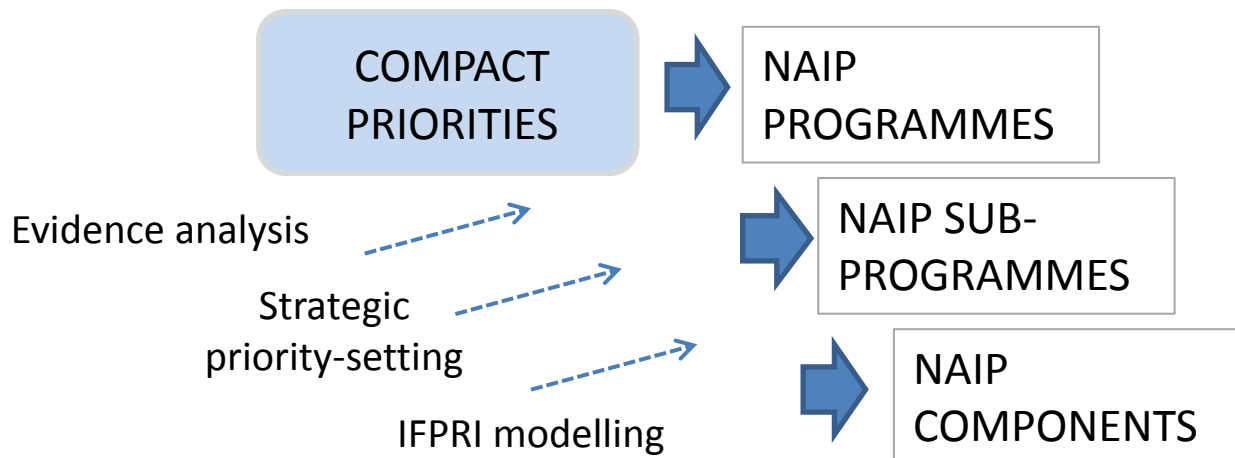 COMPACT
PRIORITIES
NAIP
PROGRAMMES
Evidence analysis
NAIP SUB-
PROGRAMMES
Strategic
priority-setting
IFPRI modelling
NAIP
COMPONENTS